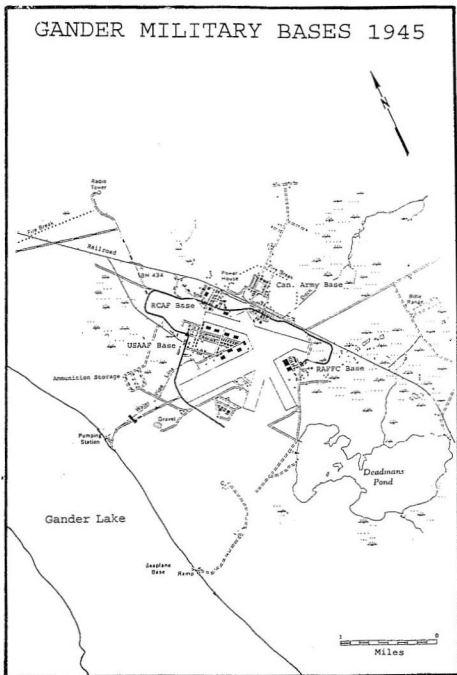 GANDER MILITARY BASES 1945
N
Radio
Tower
Fire Break
Railroad
Power
House
Can. Army Base
RCAF Base
Rifle
Range
USAAF Base
RAFFC Base
Ammunition Storage
Gravel
Pumping
Station
Deadmans
Pond
Gander Lake
Seaplane
Base
Ramp
1
0
Miles